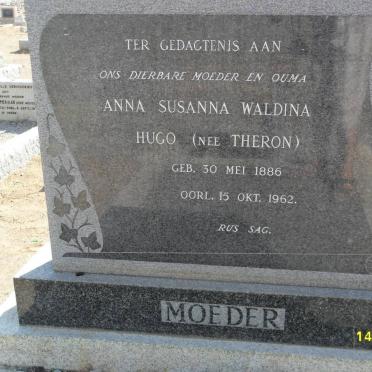 TER GEDAGTENIS AAN
ONS DIERBARE MOEDER EN OUMA
ANNA SUSANNA WALDINA
HUGO (NEE THERON)
GEB. 30 MEI 1886
OORL. 15 OKT. 1962.
RUS SAG.
MOEDER
14